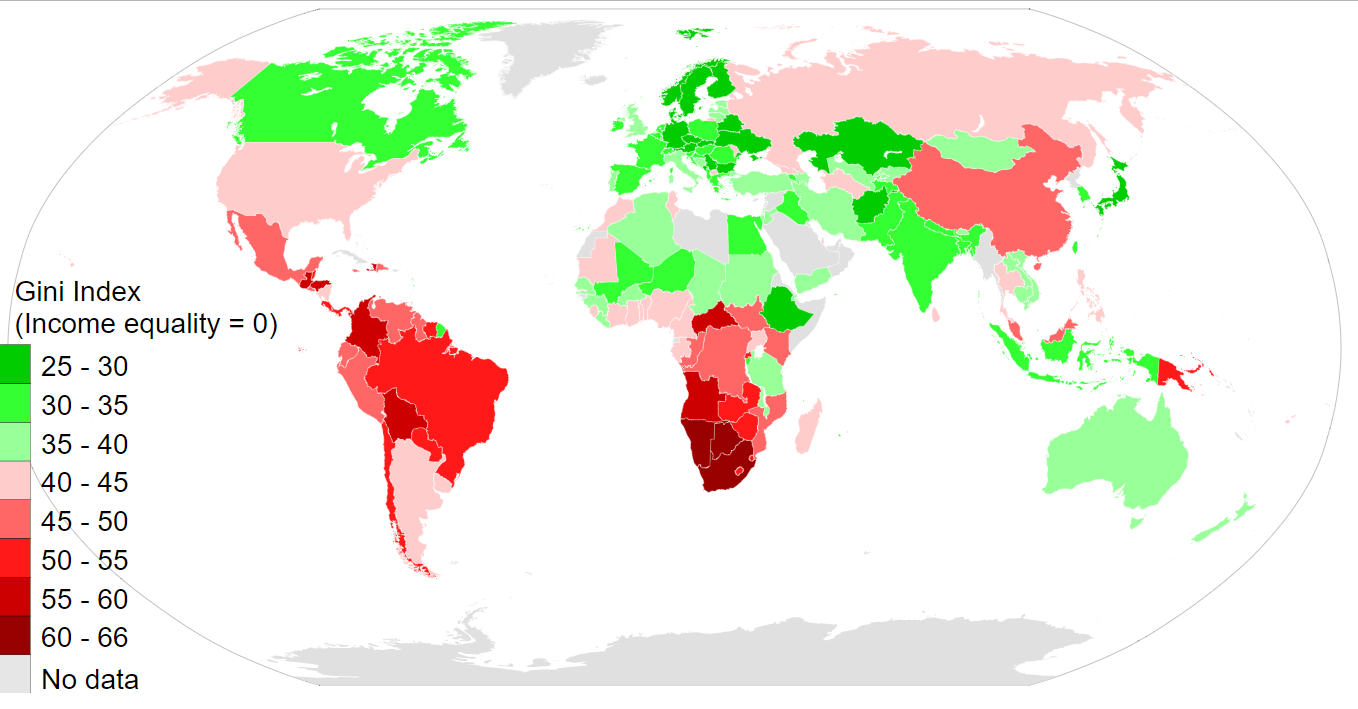 Gini Index
(Income equality = 0)
25 - 30
30 - 35
35 - 40
40 - 45
45 - 50
50 - 55
55 - 60
60 - 66
No data